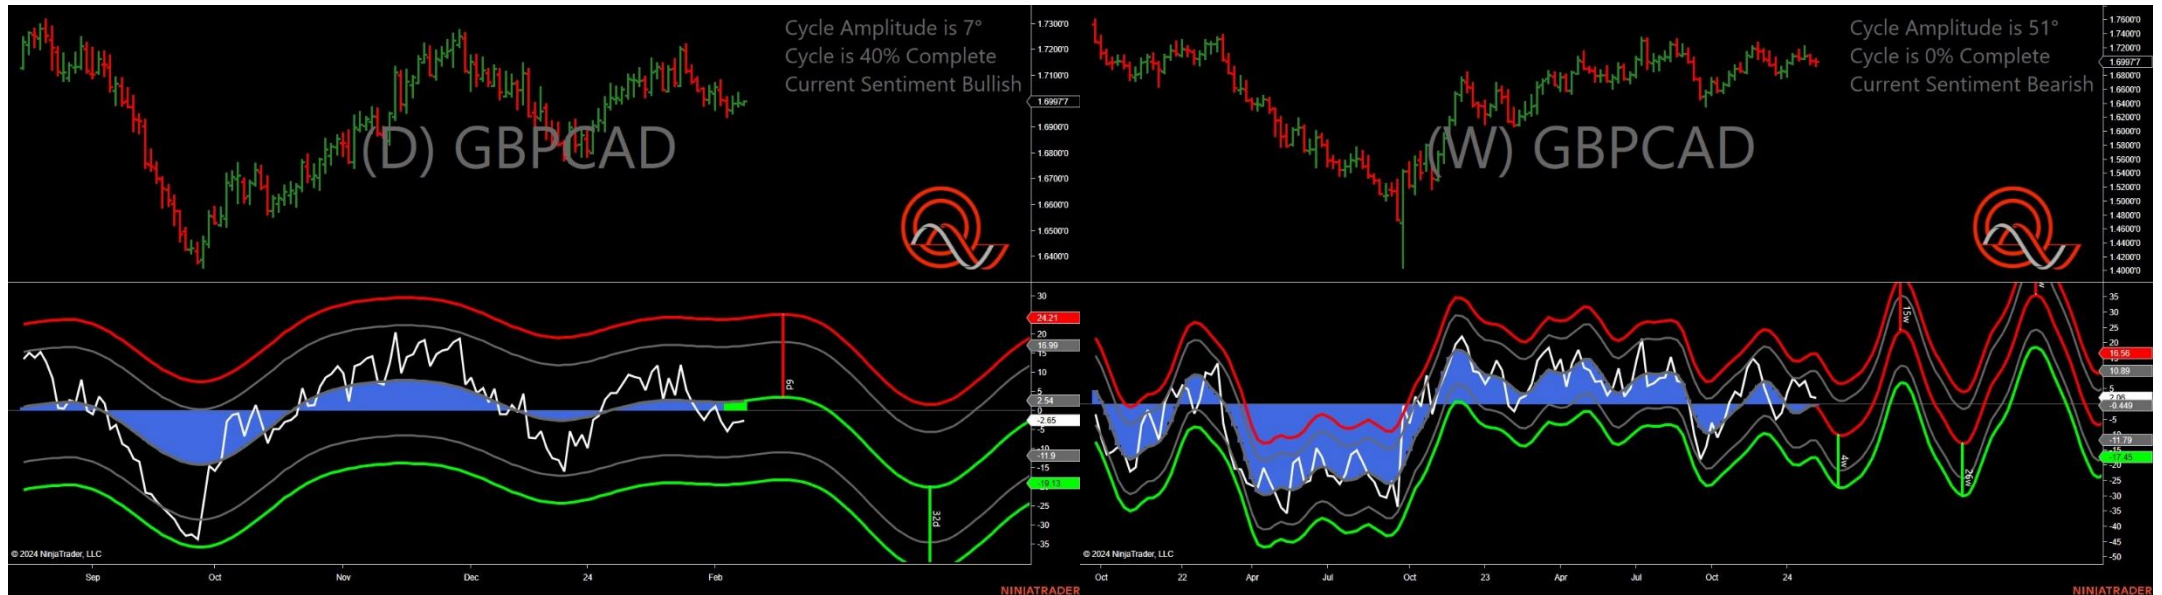 Cycle Amplitude is 7°
Cycle is 40% Complete
Current Sentiment Bullish
(D) GBPCAD
1.7300'0
1.7200'0
1.7100'0
1.6997'7
1.6900'0
1.6800'0
1.6700'0
1.6600'0
1.6500'0
1.6400'0
30
24.21
20
16.99
15
10
5
2.54
0
-2.65
-5
-11.9
-15
-19.13
-25
-30
-35
6d
32d
© 2024 NinjaTrader, LLC
Sep
Oct
Nov
Dec
24
Feb
NINJATRADER
Cycle Amplitude is 51°
Cycle is 0% Complete
Current Sentiment Bearish
(W) GBPCAD
1.7600'0
1.7400'0
1.7200'0
1.6997'7
1.6800'0
1.6600'0
1.6400'0
1.6200'0
1.6000'0
1.5800'0
1.5600'0
1.5400'0
1.5200'0
1.5000'0
1.4800'0
1.4600'0
1.4400'0
1.4200'0
1.4000'0
35
30
25
20
16.56
10.89
5
2.06
-0.449
-5
-11.79
-17.45
-20
-25
-30
-35
-40
-45
-50
15w
4w
26w
© 2024 NinjaTrader, LLC
Oct
22
Apr
Jul
Oct
23
Apr
Jul
Oct
24
NINJATRADER